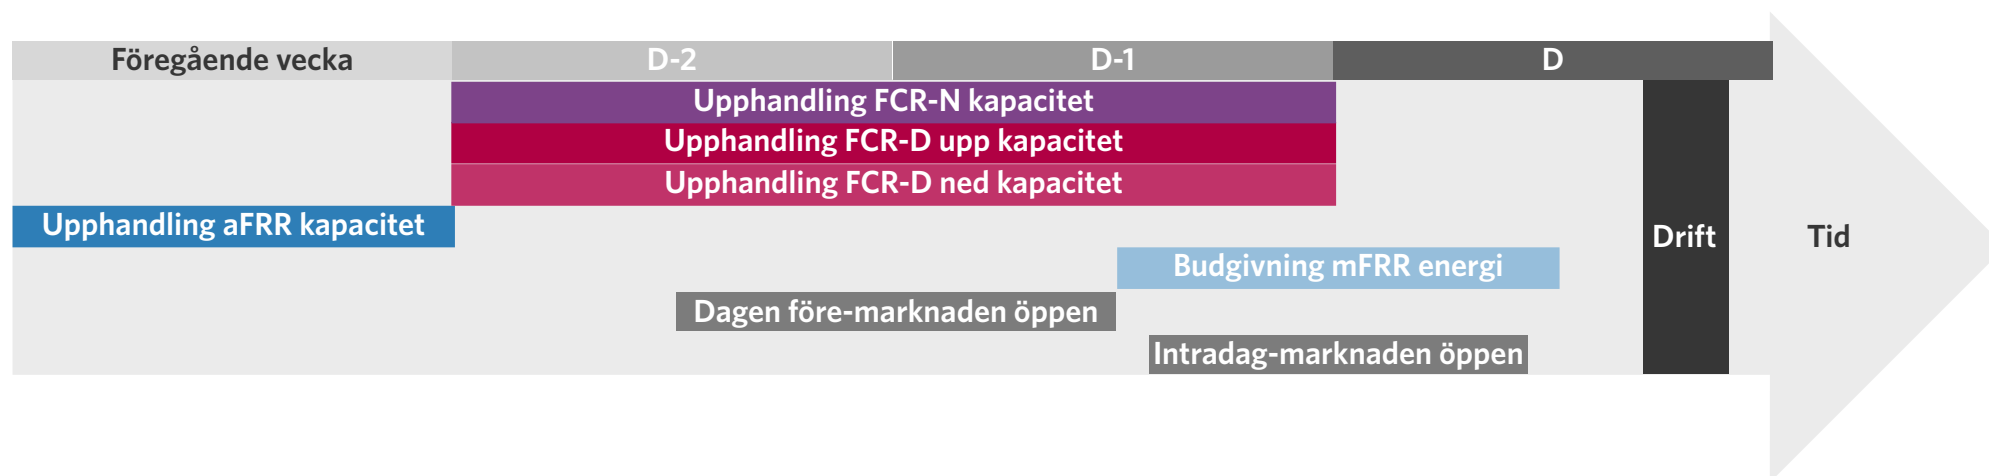 Föregående vecka
D-2
D-1
D
Upphandling FCR-N kapacitet
Upphandling FCR-D upp kapacitet
Upphandling FCR-D ned kapacitet
Upphandling aFRR kapacitet
Drift
Tid
Budgivning mFRR energi
Dagen före-marknaden öppen
Intradag-marknaden öppen